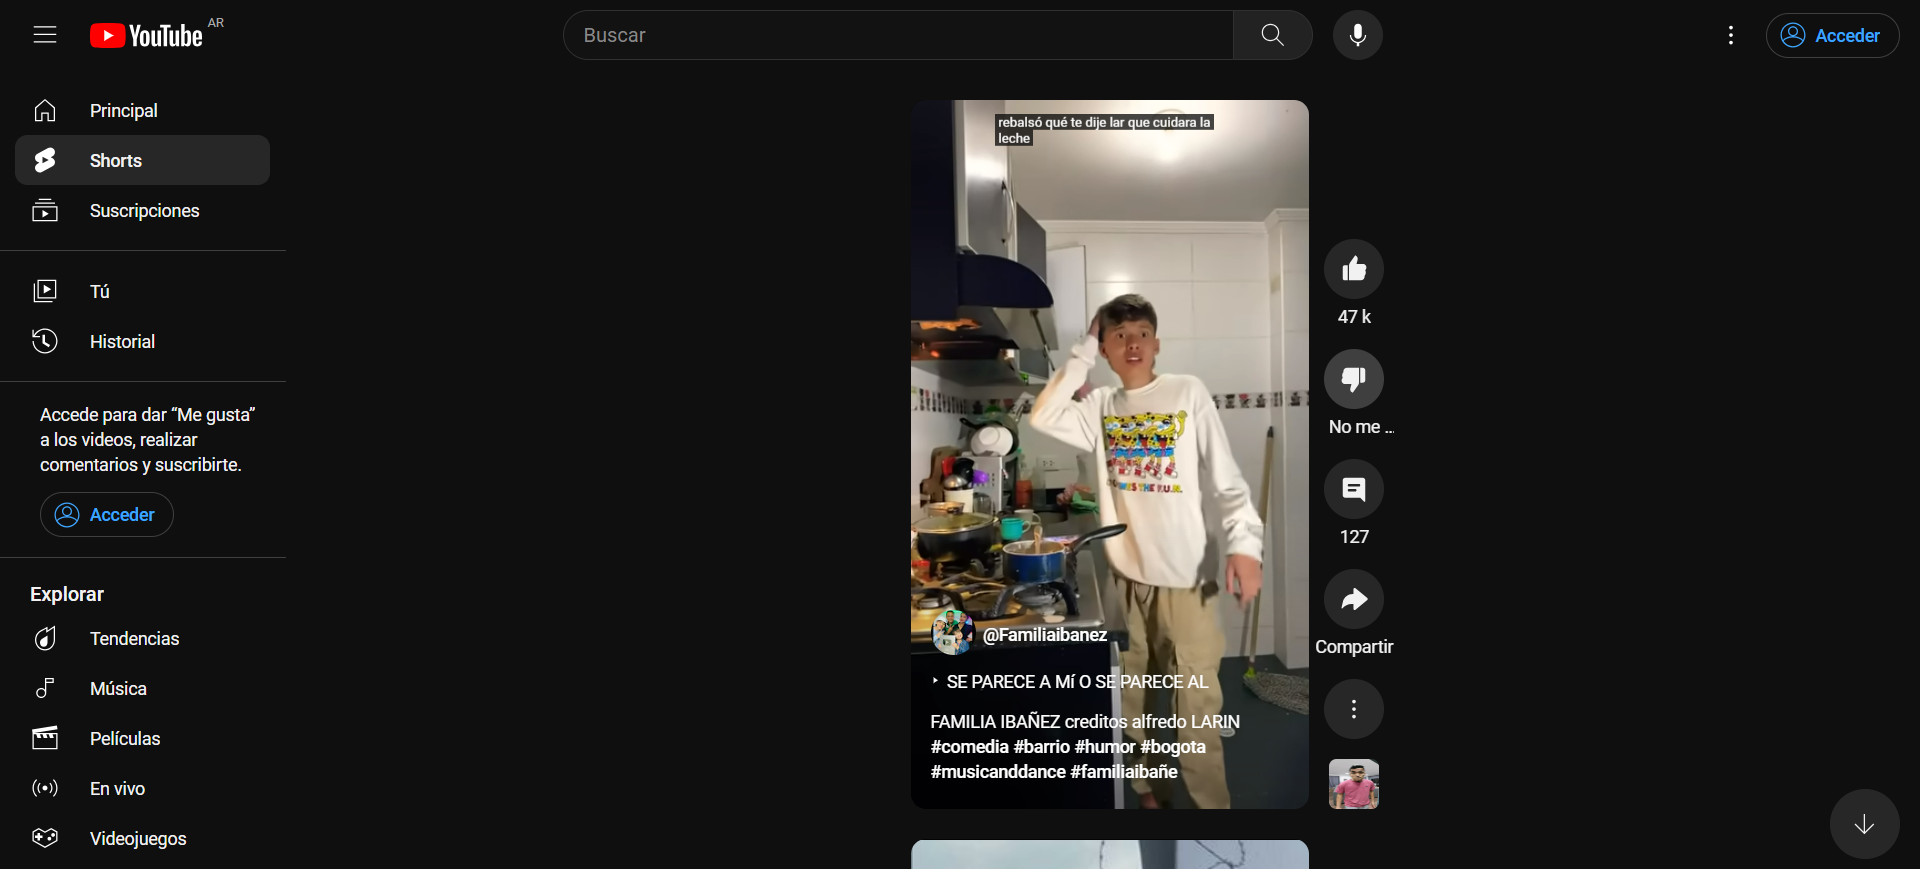 YouTube AR
Buscar
Acceder
Principal
Shorts
Suscripciones
Tú
Historial
Accede para dar “Me gusta”
a los videos, realizar
comentarios y suscribirte.
Acceder
Explorar
Tendencias
Música
Películas
En vivo
Videojuegos
rebalsó qué te dije lar que cuidara la
leche
@Familiaibanez
‣ SE PARECE A Mí O SE PARECE AL
FAMILIA IBAÑEZ creditos alfredo LARIN
#comedia #barrio #humor #bogota
#musicanddance #familiaibañe
47 k
No me ...
127
Compartir